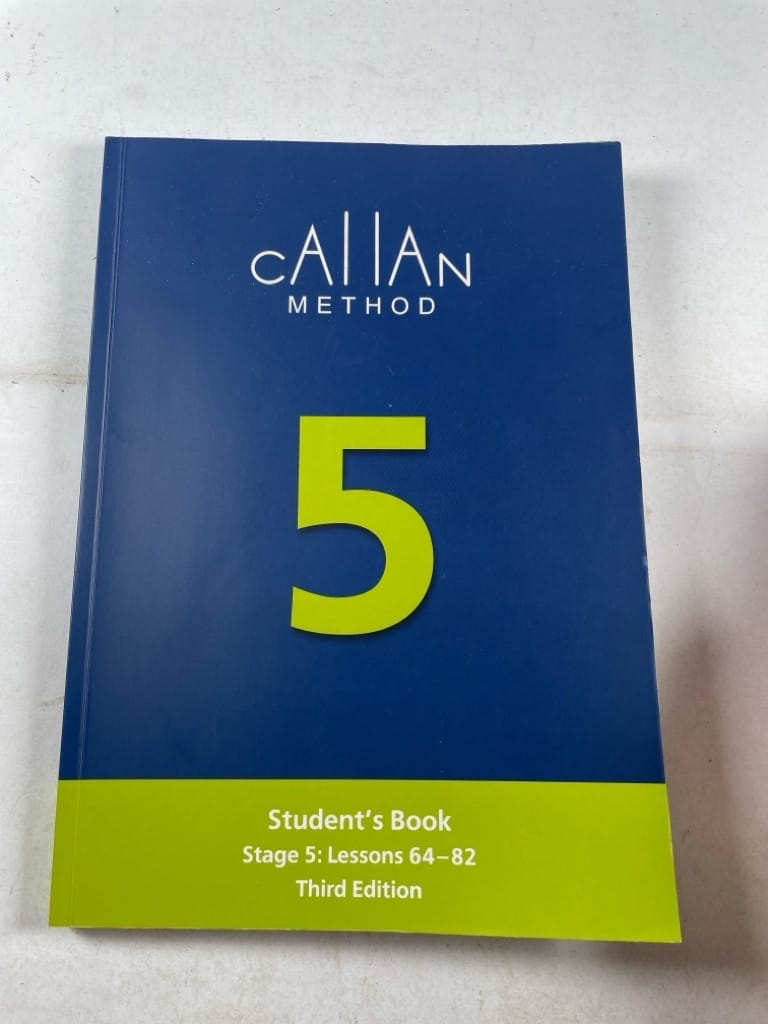 CALLAN
METHOD
5
Student's Book
Stage 5: Lessons 64–82
Third Edition